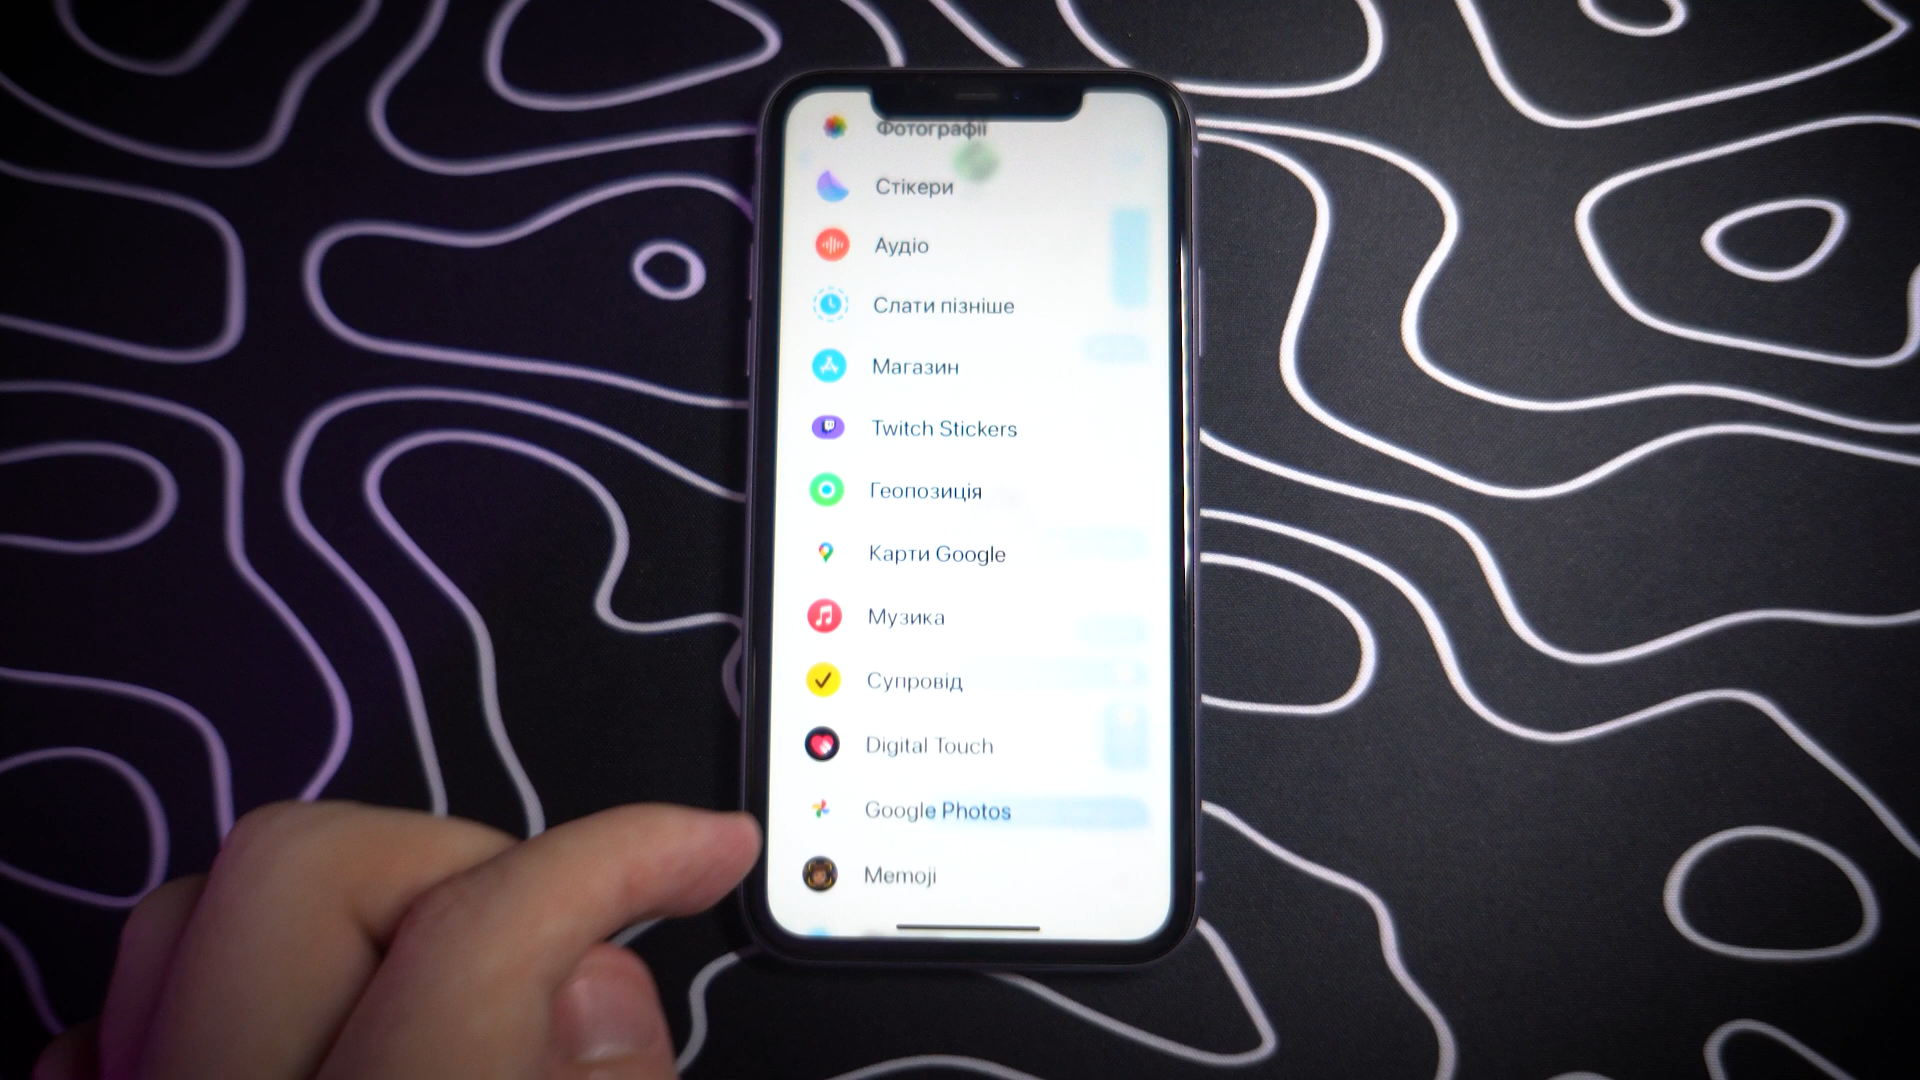 Фотографії
Стікери
Аудіо
Слати пізніше
Магазин
Twitch Stickers
Геопозиція
Карти Google
Музика
Супровід
Digital Touch
Google Photos
Memoji